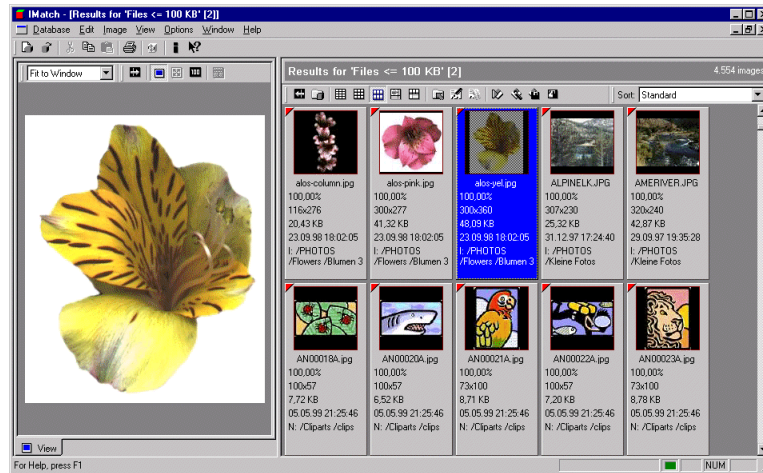 IMatch - [Results for 'Files <= 100 KB' [2]]
Database Edit Image View Options Window Help
Fit to Window
Results for 'Files <= 100 KB' [2]
4.554 images
Sort: Standard
alos-column.jpg
100,00%
116x276
20,43 KB
23.09.98 18:02:05
I: /PHOTOS
/Flowers /Blumen 3
alos-pink.jpg
100,00%
300x277
41,32 KB
23.09.98 18:02:05
I: /PHOTOS
/Flowers /Blumen 3
alos-yel.jpg
100,00%
300x360
48,09 KB
23.09.98 18:02:05
I: /PHOTOS
/Flowers /Blumen 3
ALPINELK.JPG
100,00%
307x230
25,32 KB
31.12.97 17:24:40
I: /PHOTOS
/Kleine Fotos
AMERIVER.JPG
100,00%
320x240
42,87 KB
29.09.97 19:35:28
I: /PHOTOS
/Kleine Fotos
AN00018A.jpg
100,00%
100x57
7,72 KB
05.05.99 21:25:46
N: /Cliparts /clips
AN00020A.jpg
100,00%
100x57
6,52 KB
05.05.99 21:25:46
N: /Cliparts /clips
AN00021A.jpg
100,00%
73x100
8,71 KB
05.05.99 21:25:46
N: /Cliparts /clips
AN00022A.jpg
100,00%
100x57
7,20 KB
05.05.99 21:25:46
N: /Cliparts /clips
AN00023A.jpg
100,00%
73x100
8,78 KB
05.05.99 21:25:46
N: /Cliparts /clips
View
For Help, press F1
NUM